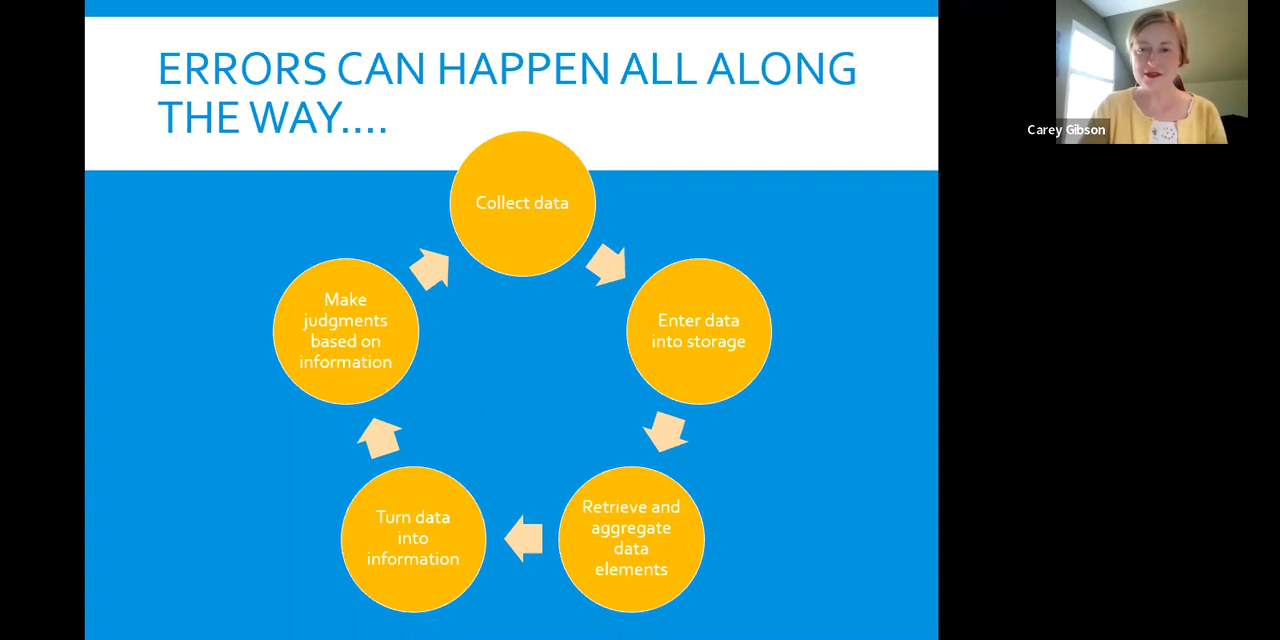 ERRORS CAN HAPPEN ALL ALONG
THE WAY....
Collect data
Enter data
into storage
Retrieve and
aggregate
data
elements
Turn data
into
information
Make
judgments
based on
information
Carey Gibson